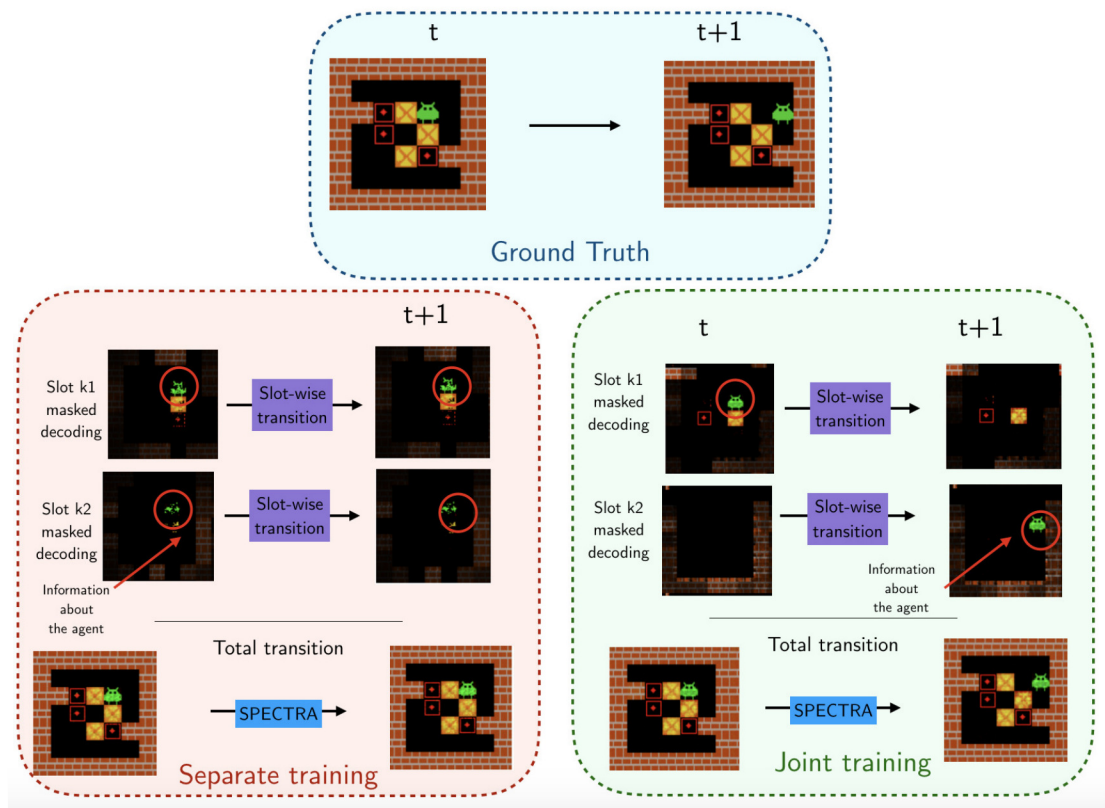 t
t+1
Ground Truth
t+1
Slot k1
masked
decoding
Slot-wise
transition
Slot k2
masked
decoding
Slot-wise
transition
Information
about
the agent
Total transition
SPECTRA
Separate training
t
t+1
Slot k1
masked
decoding
Slot-wise
transition
Slot k2
masked
decoding
Slot-wise
transition
Information
about
the agent
Total transition
SPECTRA
Joint training